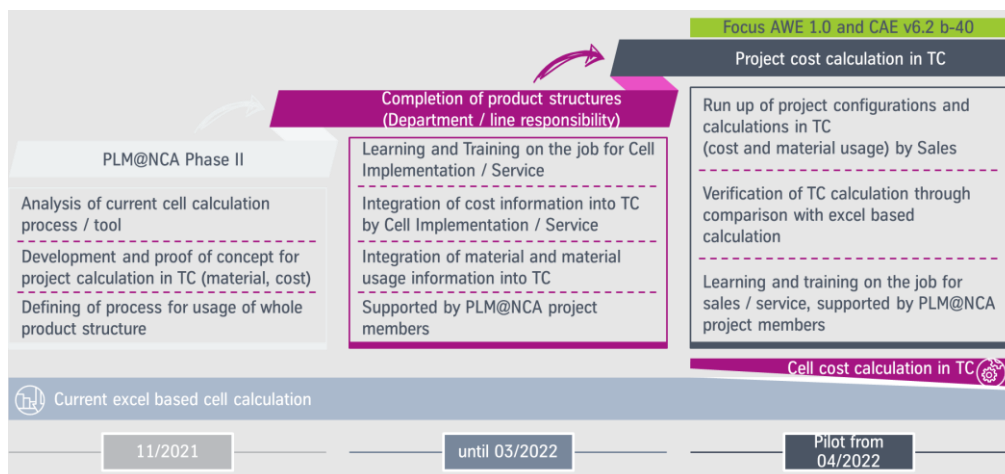 Focus AWE 1.0 and CAE v6.2 b-40
Project cost calculation in TC
Run up of project configurations and
calculations in TC
(cost and material usage) by Sales
Verification of TC calculation through
comparison with excel based
calculation
Learning and training on the job for
sales / service, supported by PLM@NCA
project members
Completion of product structures
(Department / line responsibility)
Learning and Training on the job for Cell
Implementation / Service
Integration of cost information into TC
by Cell Implementation / Service
Integration of material and material
usage information into TC
Supported by PLM@NCA project
members
PLM@NCA Phase II
Analysis of current cell calculation
process / tool
Development and proof of concept for
project calculation in TC (material, cost)
Defining of process for usage of whole
product structure
Cell cost calculation in TC
Current excel based cell calculation
11/2021
until 03/2022
Pilot from
04/2022